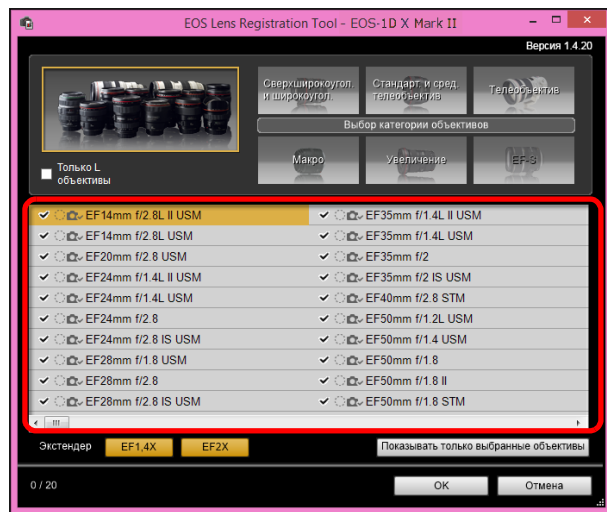 EOS Lens Registration Tool - EOS-1D X Mark II
Версия 1.4.20
Сверхширокоугол. и широкоугол.
Стандарт. и сред. телеобъектив
Телеобъектив
Выбор категории объективов
Макро
Увеличение
EF-S
Только L объективы
EF14mm f/2.8L II USM
EF14mm f/2.8L USM
EF20mm f/2.8 USM
EF24mm f/1.4L II USM
EF24mm f/1.4L USM
EF24mm f/2.8
EF24mm f/2.8 IS USM
EF28mm f/1.8 USM
EF28mm f/2.8
EF28mm f/2.8 IS USM
EF35mm f/1.4L II USM
EF35mm f/1.4L USM
EF35mm f/2
EF35mm f/2 IS USM
EF40mm f/2.8 STM
EF50mm f/1.2L USM
EF50mm f/1.4 USM
EF50mm f/1.8
EF50mm f/1.8 II
EF50mm f/1.8 STM
Экстендер EF1,4X EF2X Показывать только выбранные объективы
0 / 20 OK Отмена